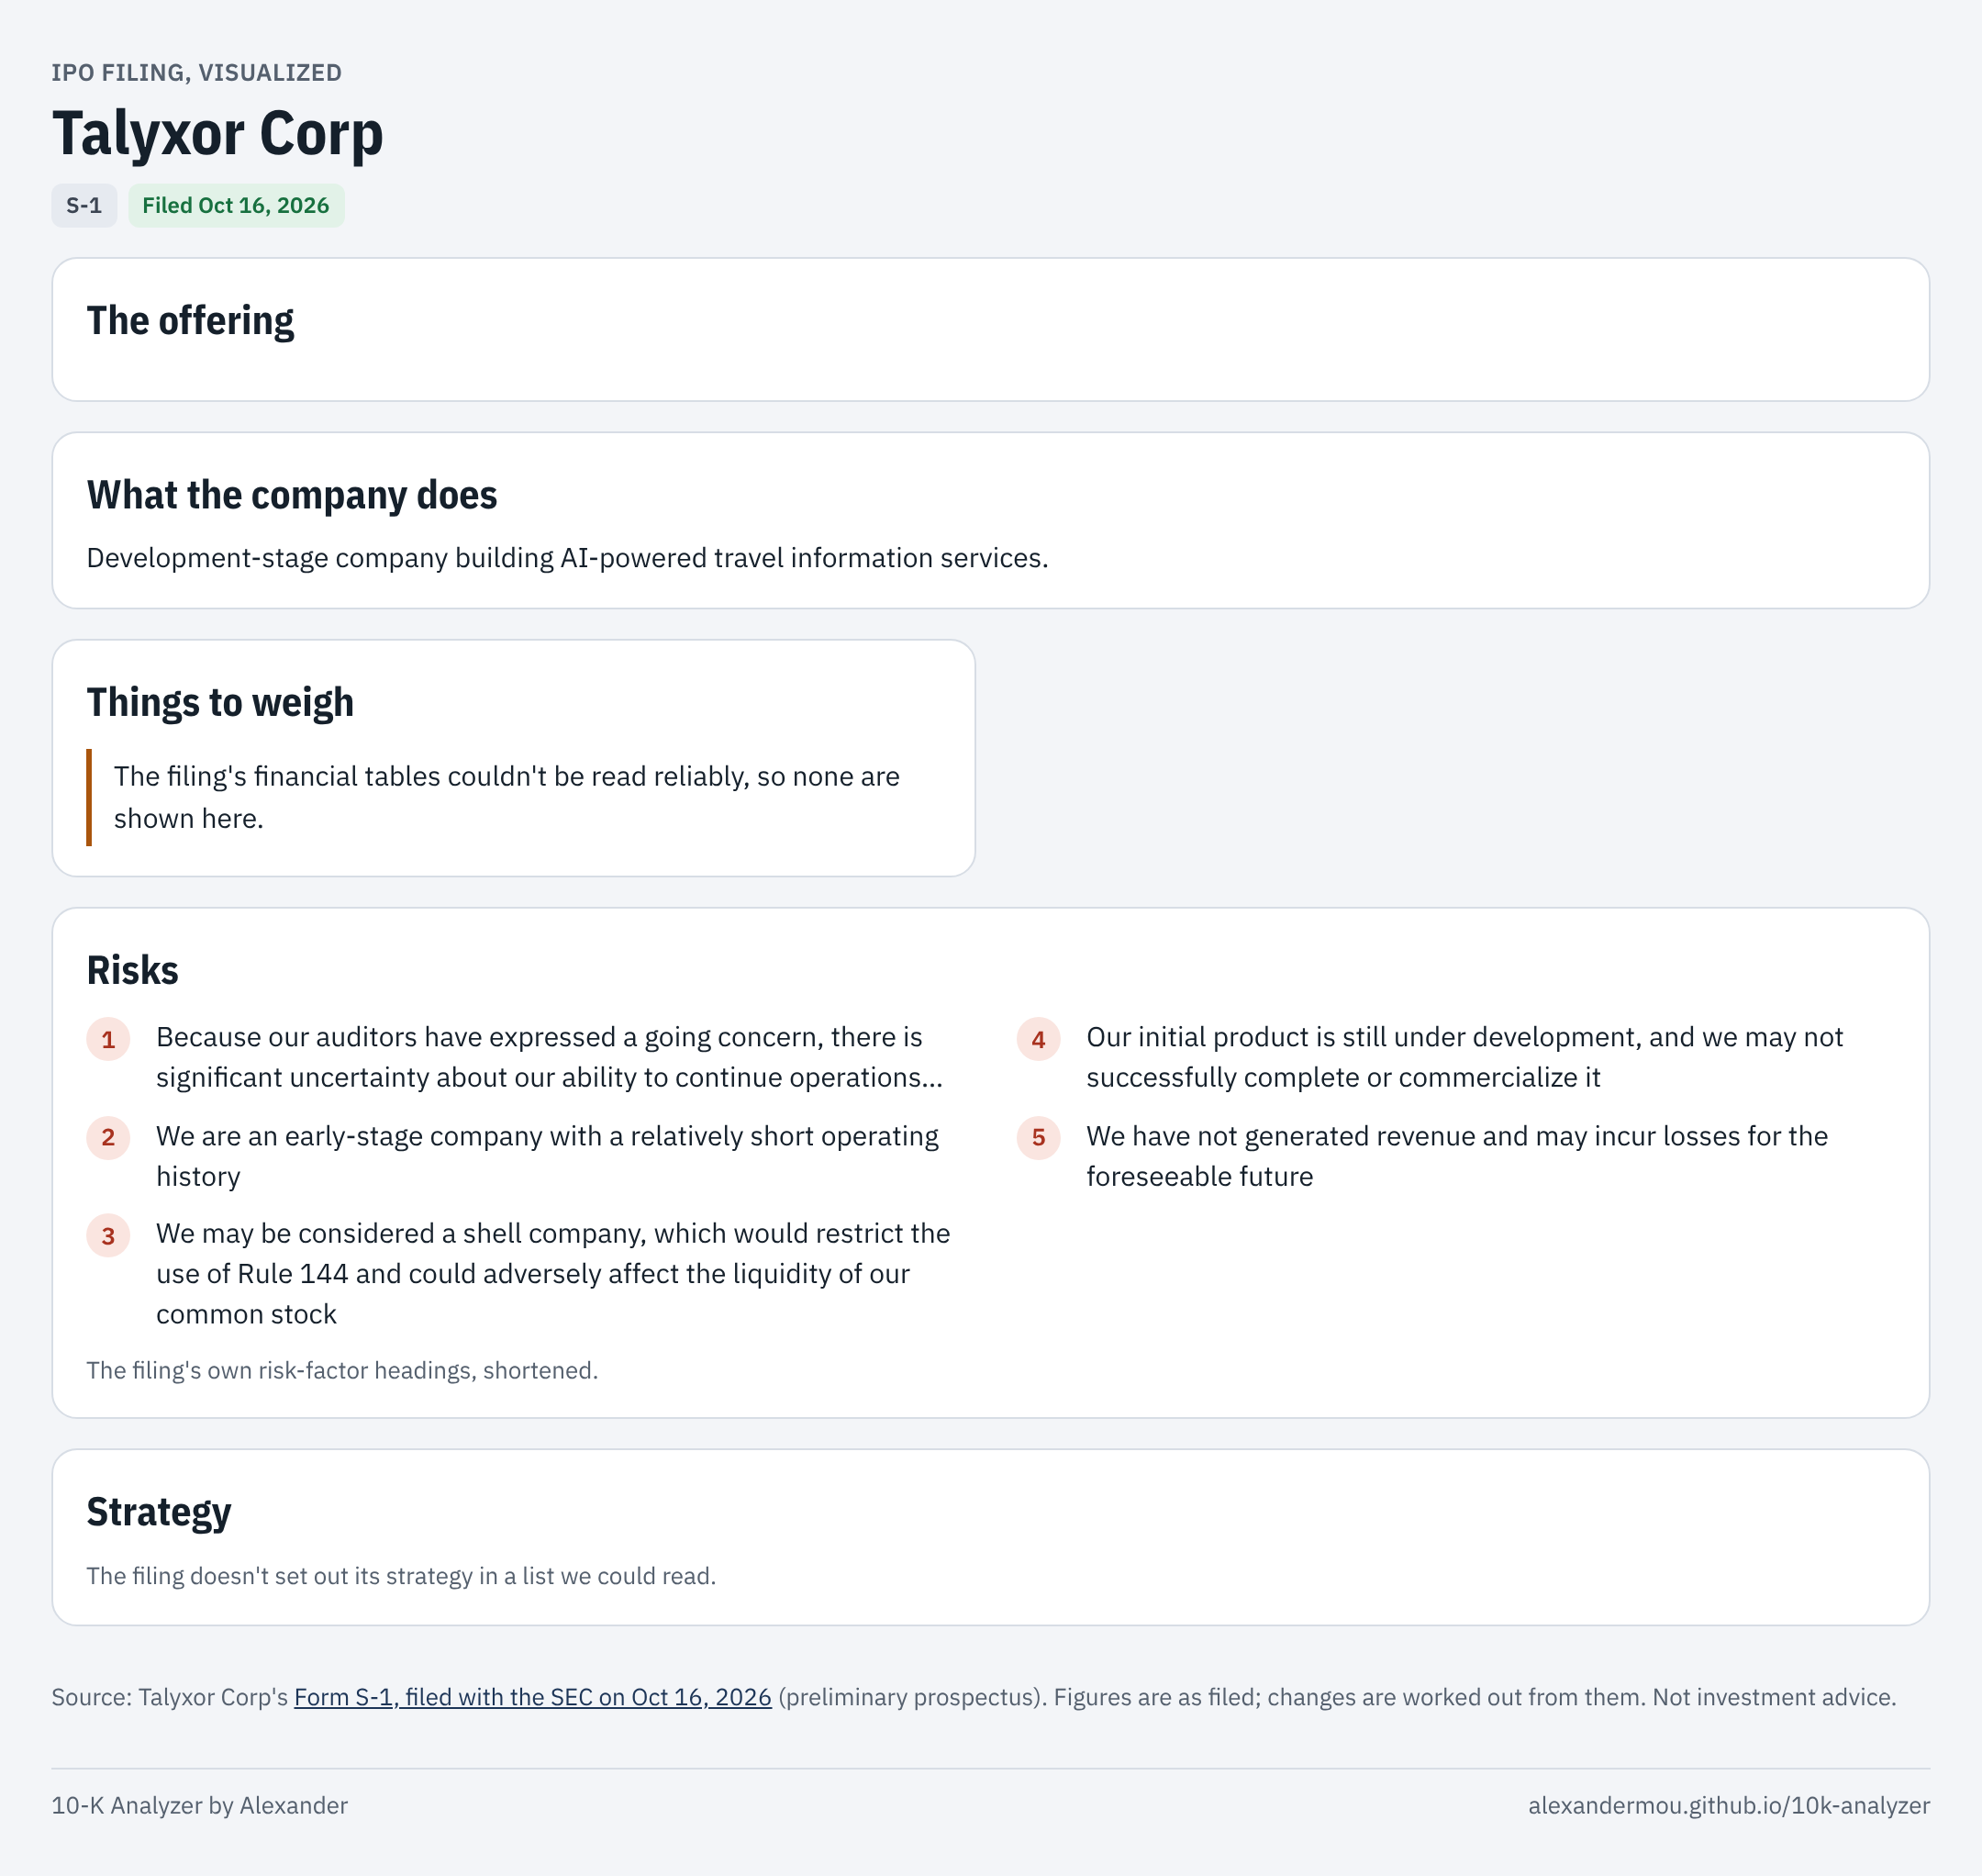 IPO FILING, VISUALIZED
Talyxor Corp
S-1
Filed Oct 16, 2026
The offering
What the company does
Development-stage company building AI-powered travel information services.
Things to weigh
The filing's financial tables couldn't be read reliably, so none are
shown here.
Risks
1
Because our auditors have expressed a going concern, there is
significant uncertainty about our ability to continue operations...
2
We are an early-stage company with a relatively short operating
history
3
We may be considered a shell company, which would restrict the
use of Rule 144 and could adversely affect the liquidity of our
common stock
4
Our initial product is still under development, and we may not
successfully complete or commercialize it
5
We have not generated revenue and may incur losses for the
foreseeable future
The filing's own risk-factor headings, shortened.
Strategy
The filing doesn't set out its strategy in a list we could read.
Source: Talyxor Corp's Form S-1, filed with the SEC on Oct 16, 2026 (preliminary prospectus). Figures are as filed; changes are worked out from them. Not investment advice.
10-K Analyzer by Alexander
alexandermou.github.io/10k-analyzer